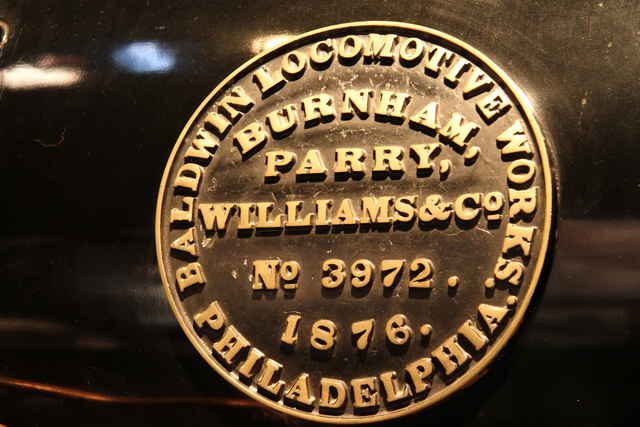 BALDWIN LOCOMOTIVE WORKS.
BURNHAM,
PARRY,
WILLIAMS & Cº
Nº 3972.
1876.
PHILADELPHIA.